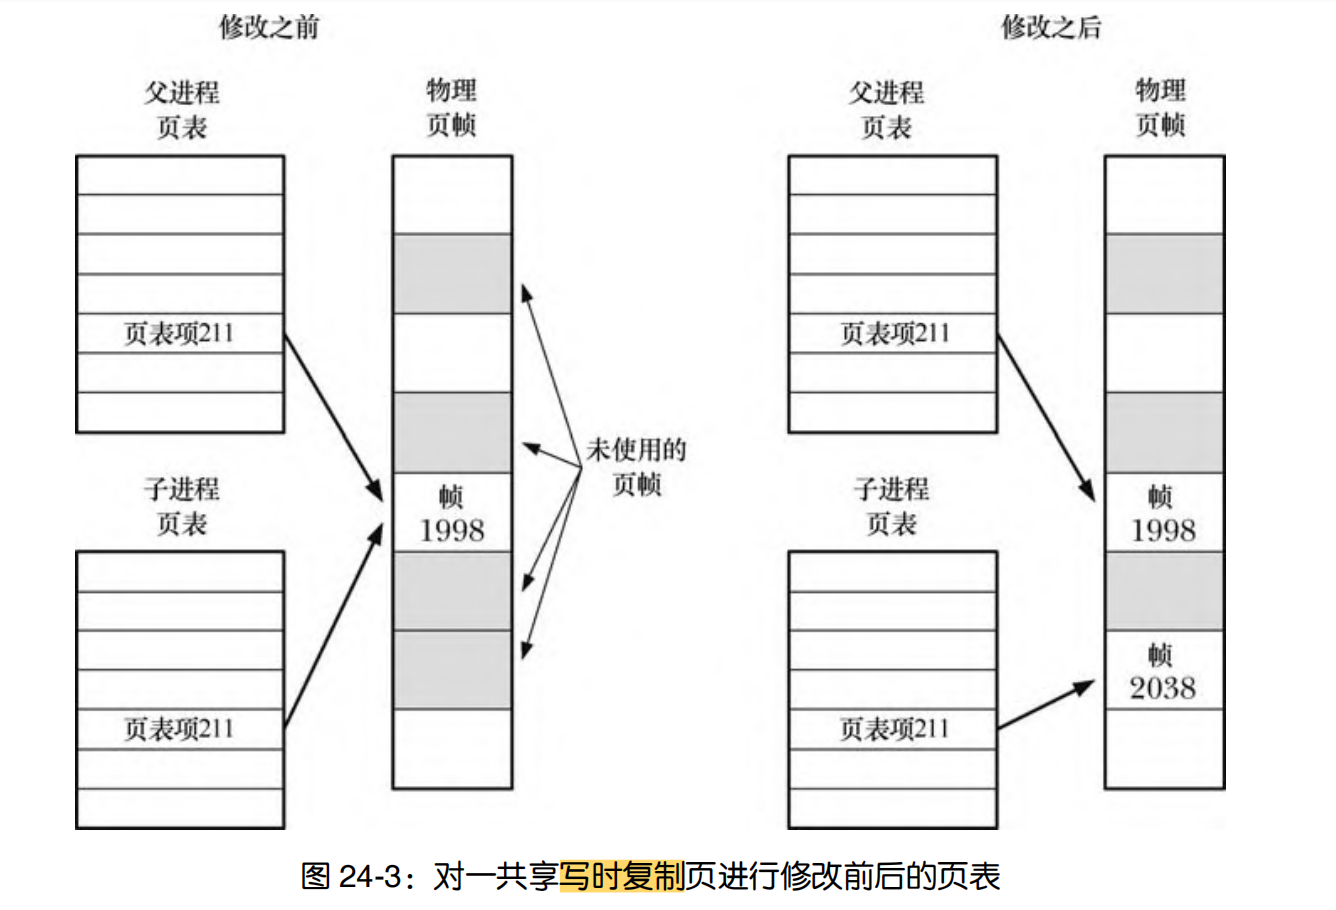 修改之前
父进程
页表
物理
页帧
页表项211
子进程
页表
帧
1998
页表项211
未使用的
页帧
修改之后
父进程
页表
物理
页帧
页表项211
子进程
页表
帧
1998
帧
2038
页表项211
图 24-3：对一共享写时复制页进行修改前后的页表